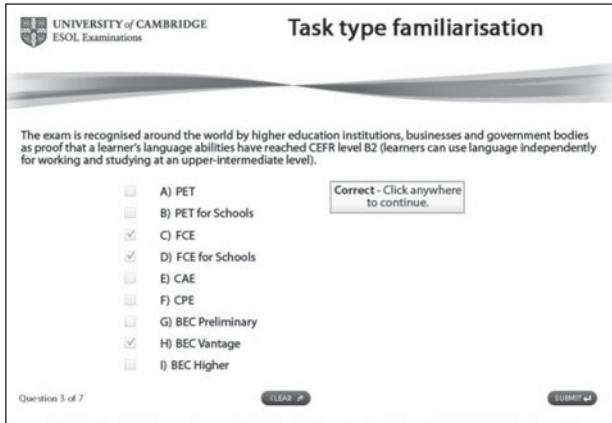 UNIVERSITY of CAMBRIDGE
ESOL Examinations
Task type familiarisation
The exam is recognised around the world by higher education institutions, businesses and government bodies
as proof that a learner's language abilities have reached CEFR level B2 (learners can use language independently
for working and studying at an upper-intermediate level).
A) PET
B) PET for Schools
C) FCE
D) FCE for Schools
E) CAE
F) CPE
G) BEC Preliminary
H) BEC Vantage
I) BEC Higher
Correct - Click anywhere
to continue.
Question 3 of 7
CLEAR
SUBMIT